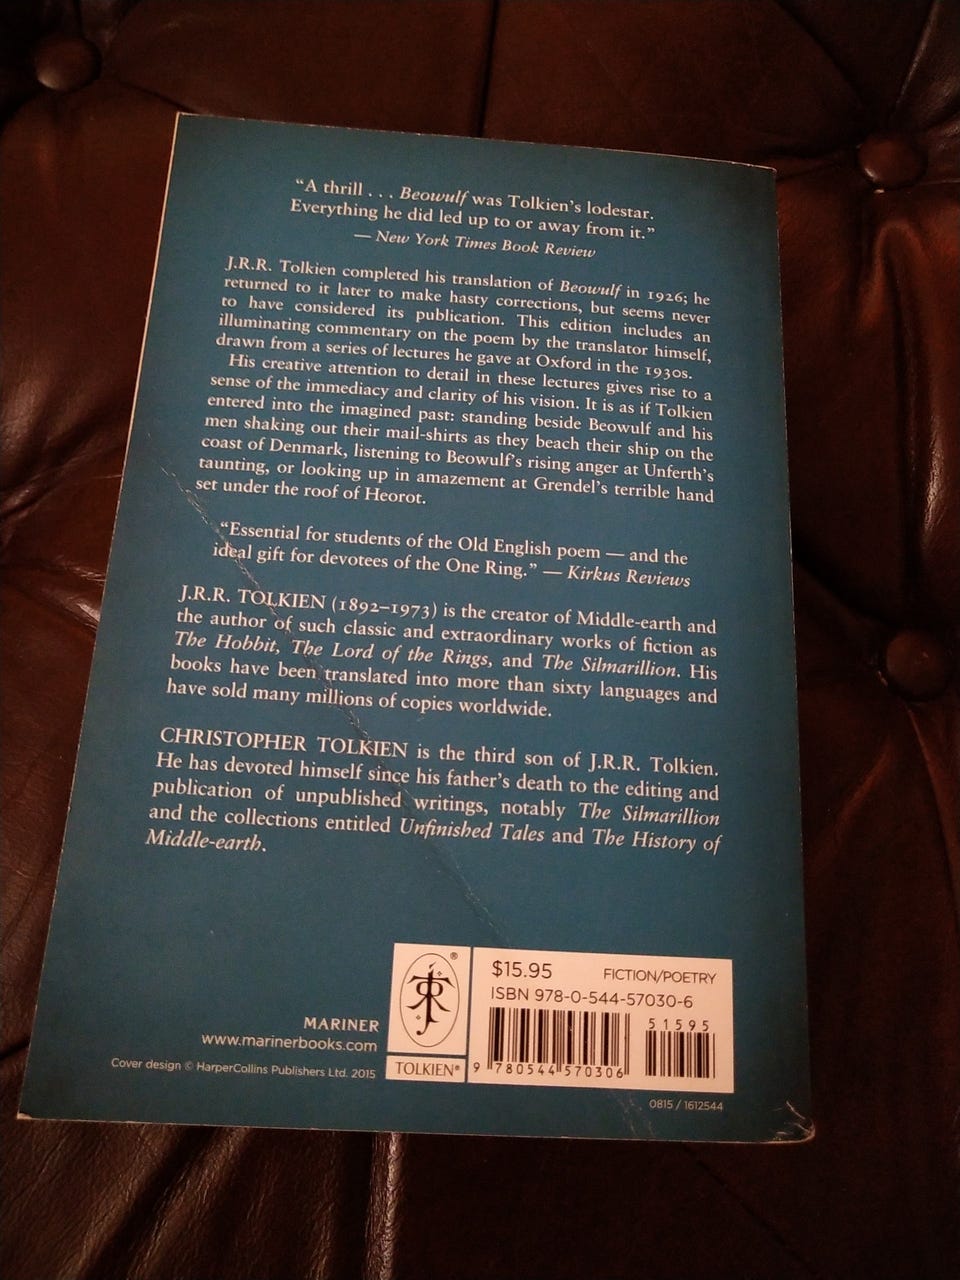 “A thrill . . . Beowulf was Tolkien’s lodestar.
Everything he did led up to or away from it.”
— New York Times Book Review
J.R.R. Tolkien completed his translation of Beowulf in 1926; he
returned to it later to make hasty corrections, but seems never
to have considered its publication. This edition includes an
illuminating commentary on the poem by the translator himself,
drawn from a series of lectures he gave at Oxford in the 1930s.
His creative attention to detail in these lectures gives rise to a
sense of the immediacy and clarity of his vision. It is as if Tolkien
entered into the imagined past: standing beside Beowulf and his
men shaking out their mail-shirts as they beach their ship on the
coast of Denmark, listening to Beowulf’s rising anger at Unferth’s
taunting, or looking up in amazement at Grendel’s terrible hand
set under the roof of Heorot.
“Essential for students of the Old English poem — and the
ideal gift for devotees of the One Ring.” — Kirkus Reviews
J.R.R. TOLKIEN (1892–1973) is the creator of Middle-earth and
the author of such classic and extraordinary works of fiction as
The Hobbit, The Lord of the Rings, and The Silmarillion. His
books have been translated into more than sixty languages and
have sold many millions of copies worldwide.
CHRISTOPHER TOLKIEN is the third son of J.R.R. Tolkien.
He has devoted himself since his father’s death to the editing and
publication of unpublished writings, notably The Silmarillion
and the collections entitled Unfinished Tales and The History of
Middle-earth.
MARINER
www.marinerbooks.com
Cover design © HarperCollins Publishers Ltd. 2015
®
TOLKIEN®
$15.95 FICTION/POETRY
ISBN 978-0-544-57030-6
51595
9 780544 570306
0815 / 1612544